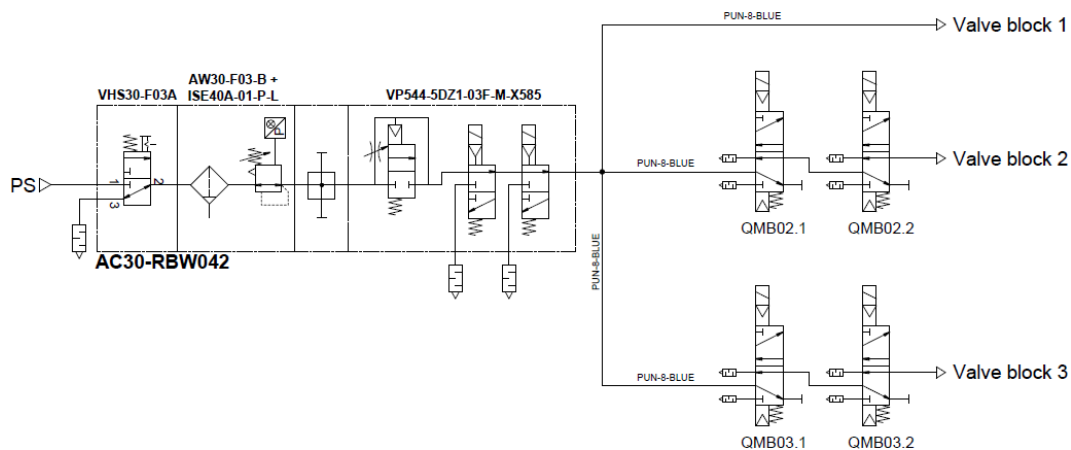 PUN-8-BLUE
Valve block 1
VHS30-F03A
AW30-F03-B +
ISE40A-01-P-L
VP544-5DZ1-03F-M-X585
P
PS
1
2
3
PUN-8-BLUE
Valve block 2
QMB02.1
QMB02.2
AC30-RBW042
PUN-8-BLUE
PUN-8-BLUE
Valve block 3
QMB03.1
QMB03.2